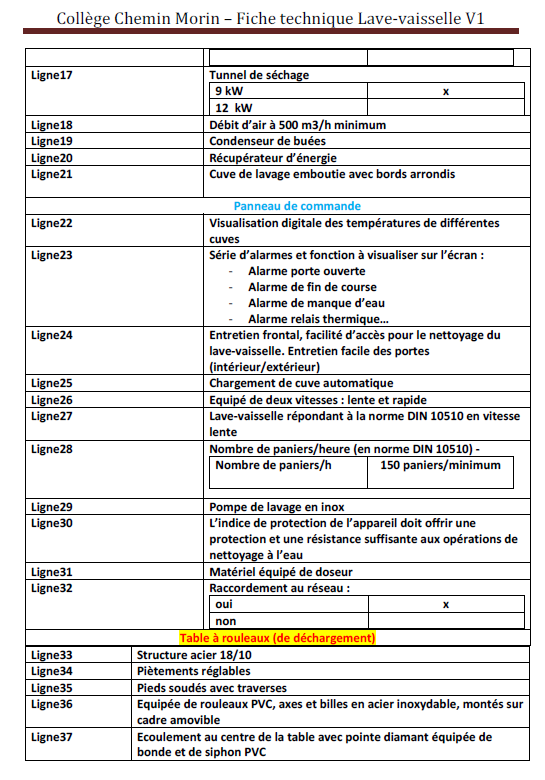 Collège Chemin Morin – Fiche technique Lave-vaisselle V1
Ligne17 Tunnel de séchage
9 kW x
12 kW
Ligne18 Débit d’air à 500 m3/h minimum
Ligne19 Condenseur de buées
Ligne20 Récupérateur d’énergie
Ligne21 Cuve de lavage emboutie avec bords arrondis
Panneau de commande
Ligne22 Visualisation digitale des températures de différentes
cuves
Ligne23 Série d’alarmes et fonction à visualiser sur l’écran :
- Alarme porte ouverte
- Alarme de fin de course
- Alarme de manque d’eau
- Alarme relais thermique…
Ligne24 Entretien frontal, facilité d’accès pour le nettoyage du
lave-vaisselle. Entretien facile des portes
(intérieur/extérieur)
Ligne25 Chargement de cuve automatique
Ligne26 Equipé de deux vitesses : lente et rapide
Ligne27 Lave-vaisselle répondant à la norme DIN 10510 en vitesse
lente
Ligne28 Nombre de paniers/heure (en norme DIN 10510) -
Nombre de paniers/h 150 paniers/minimum
Ligne29 Pompe de lavage en inox
Ligne30 L’indice de protection de l’appareil doit offrir une
protection et une résistance suffisante aux opérations de
nettoyage à l’eau
Ligne31 Matériel équipé de doseur
Ligne32 Raccordement au réseau :
oui x
non
Table à rouleaux (de déchargement)
Ligne33 Structure acier 18/10
Ligne34 Piètements réglables
Ligne35 Pieds soudés avec traverses
Ligne36 Equipée de rouleaux PVC, axes et billes en acier inoxydable, montés sur
cadre amovible
Ligne37 Ecoulement au centre de la table avec pointe diamant équipée de
bonde et de siphon PVC